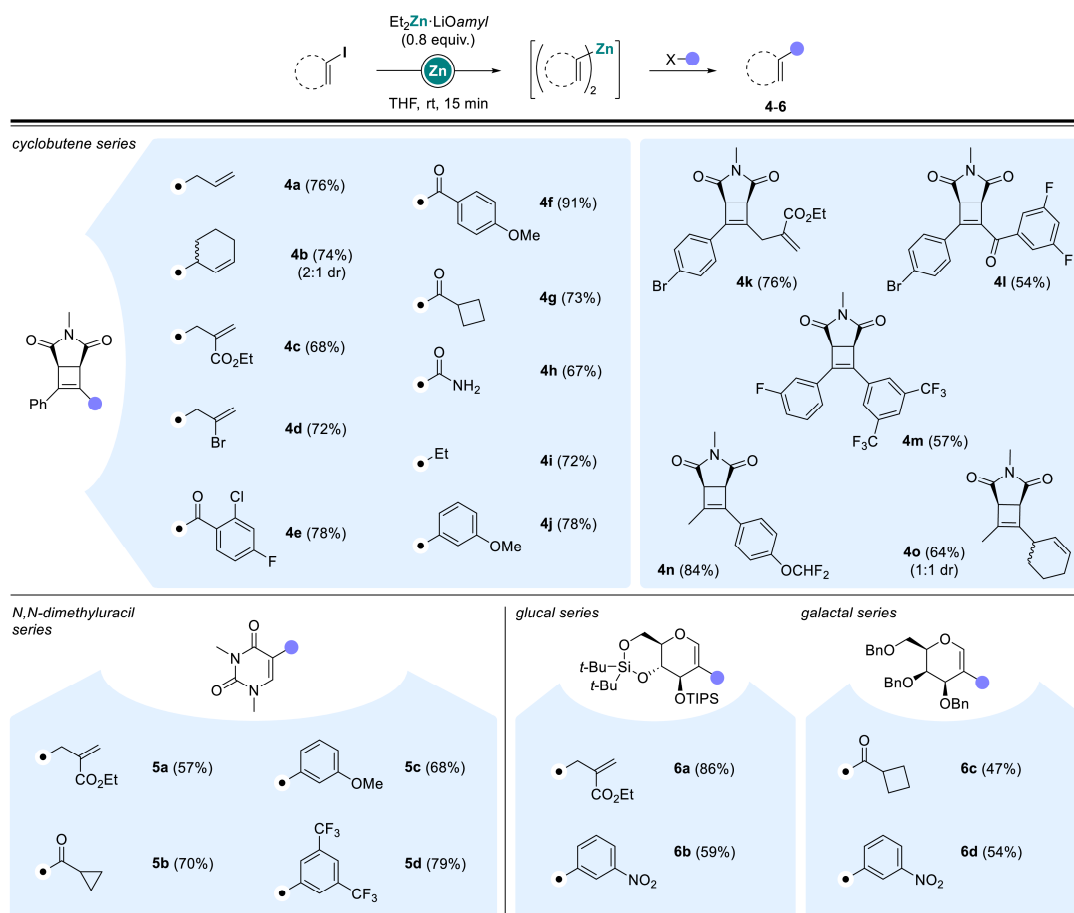 Et2Zn·LiOamyl
(0.8 equiv.)
I
Zn
THF, rt, 15 min
Zn
2
X
4-6
cyclobutene series
N
O
O
Ph
4a (76%)
4b (74%)
(2:1 dr)
CO2Et
4c (68%)
Br
4d (72%)
O
Cl
F
4e (78%)
O
OMe
4f (91%)
O
4g (73%)
O
NH2
4h (67%)
Et
4i (72%)
OMe
4j (78%)
N
O
O
CO2Et
Br
4k (76%)
N
O
O
F
F
O
Br
4l (54%)
N
O
O
F
CF3
F3C
4m (57%)
N
O
O
OCHF2
4n (84%)
N
O
O
4o (64%)
(1:1 dr)
N,N-dimethyluracil
series
O
N
O
N
CO2Et
5a (57%)
O
5b (70%)
OMe
5c (68%)
CF3
CF3
5d (79%)
glucal series
O
O
t-Bu
Si
t-Bu
O
OTIPS
CO2Et
6a (86%)
NO2
6b (59%)
galactal series
BnO
O
BnO
OBn
O
6c (47%)
NO2
6d (54%)